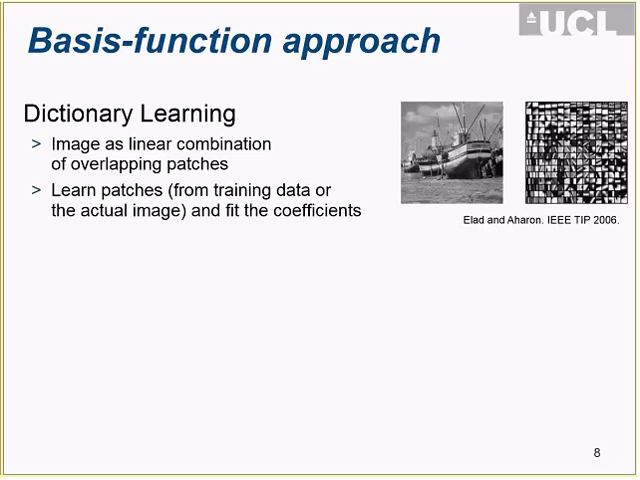 UCL
Basis-function approach
Dictionary Learning
> Image as linear combination
of overlapping patches
> Learn patches (from training data or
the actual image) and fit the coefficients
Elad and Aharon. IEEE TIP 2006.
8